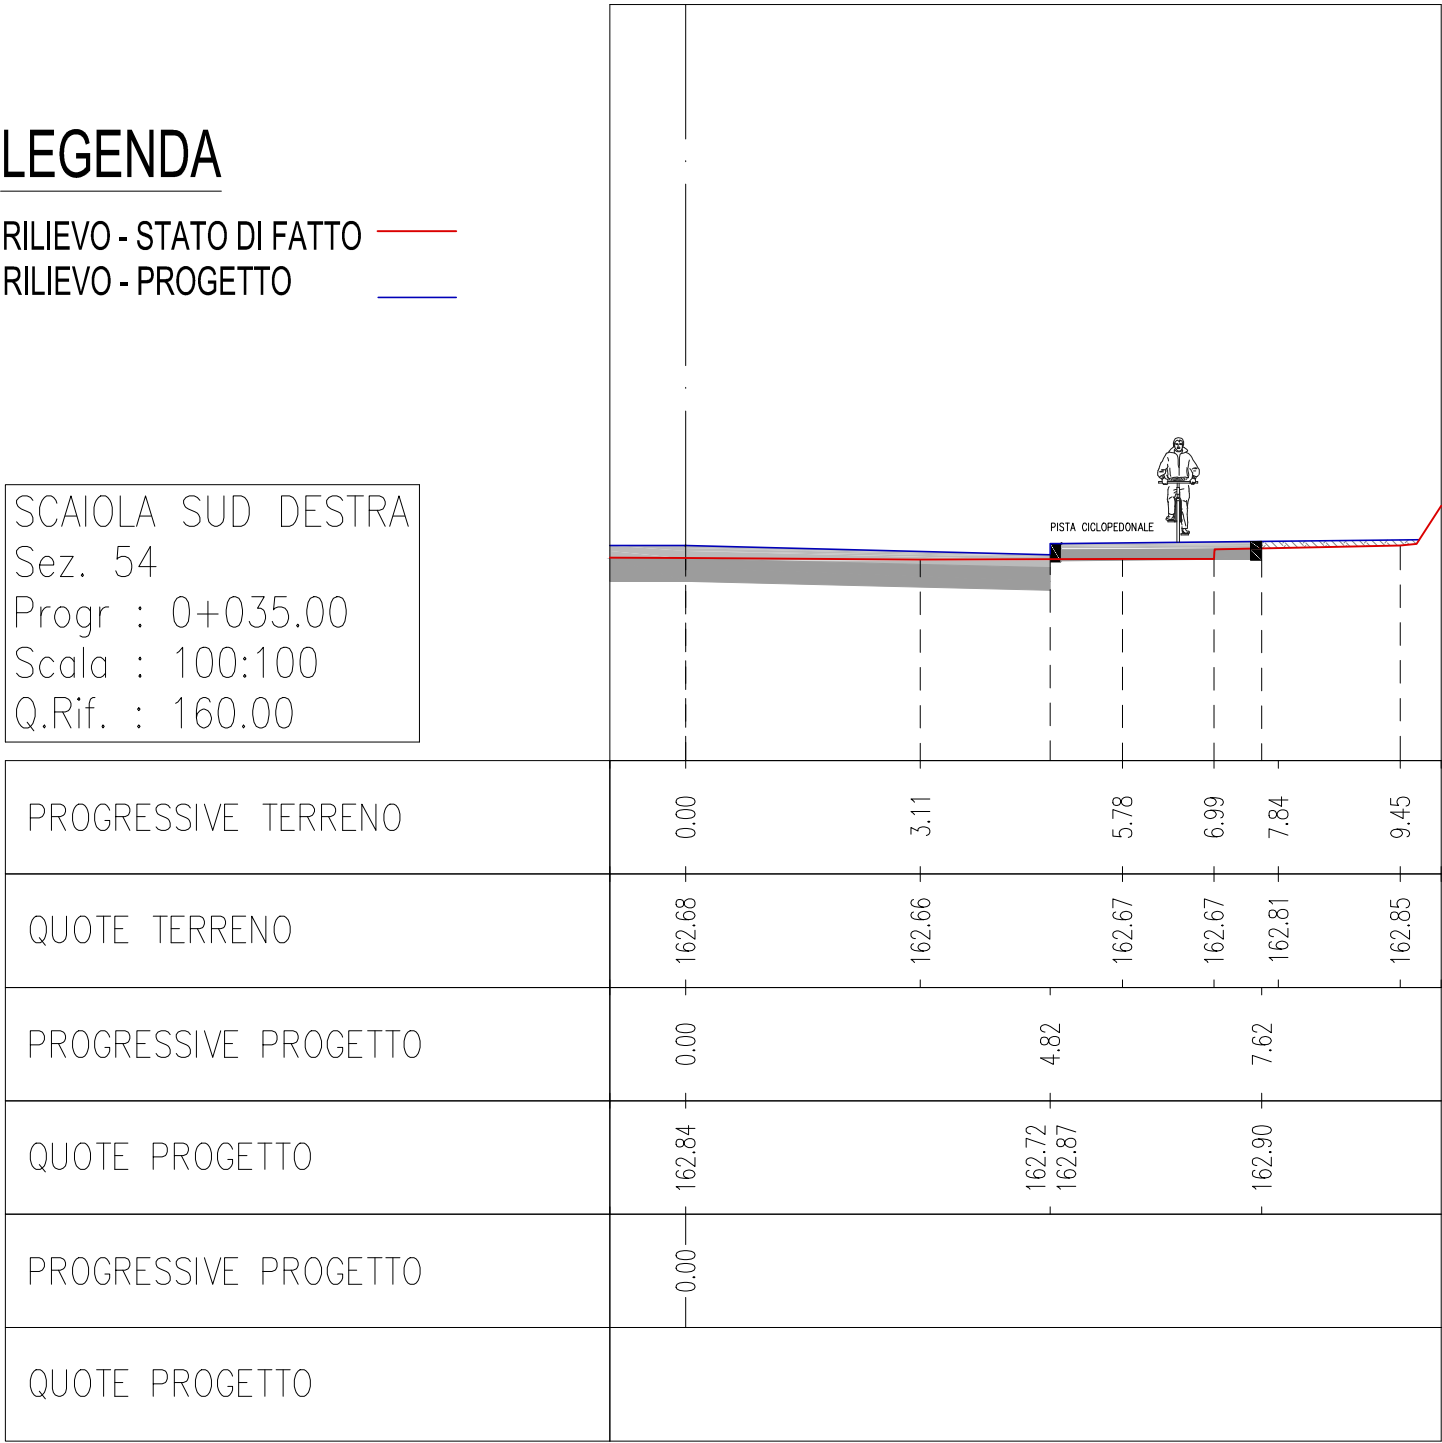 LEGENDA
RILIEVO - STATO DI FATTO
RILIEVO - PROGETTO
SCAIOLA SUD DESTRA
Sez. 54
Progr : 0+035.00
Scala : 100:100
Q.Rif. : 160.00
PISTA CICLOPEDONALE
PROGRESSIVE TERRENO 0.00 3.11 5.78 6.99 7.84 9.45
QUOTE TERRENO 162.68 162.66 162.67 162.67 162.81 162.85
PROGRESSIVE PROGETTO 0.00 4.82 7.62
QUOTE PROGETTO 162.84 162.72 162.87 162.90
PROGRESSIVE PROGETTO 0.00
QUOTE PROGETTO